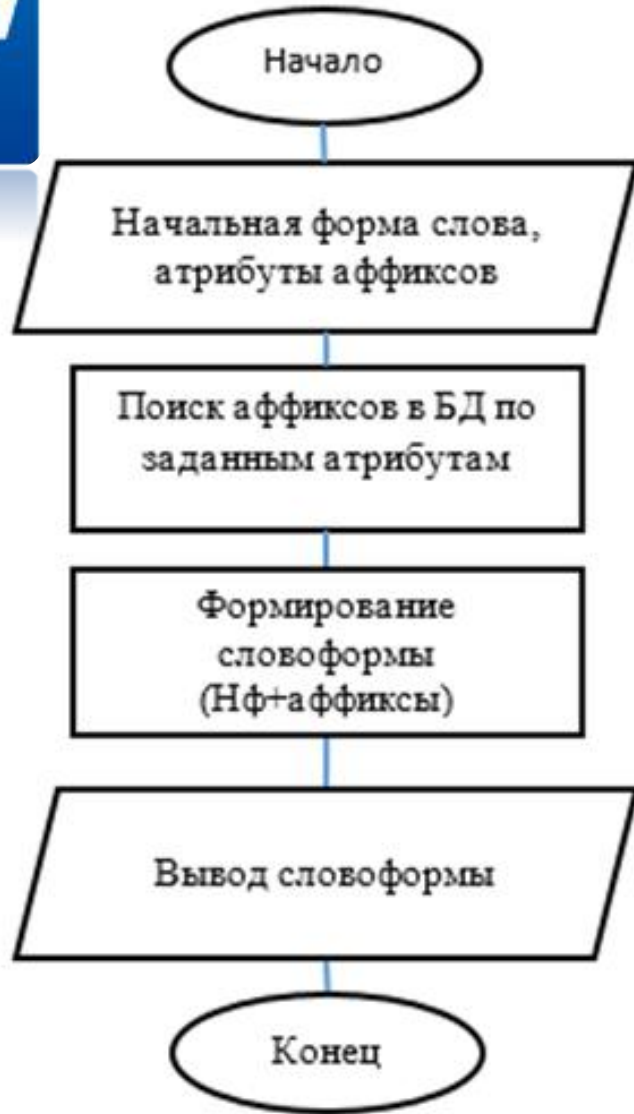 Начало
Начальная форма слова,
атрибуты аффиксов
Поиск аффиксов в БД по
заданным атрибутам
Формирование
словоформы
(Нф+аффиксы)
Вывод словоформы
Конец